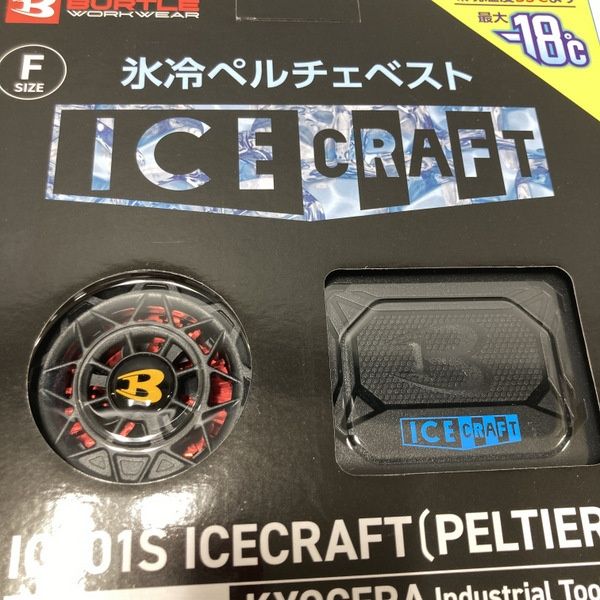 BURTLE
WORKWEAR
最大
-18℃
F
SIZE
氷冷ペルチェベスト
ICE CRAFT
B
ICE CRAFT
ICECRAFT(PELTIER
KYOCERA Industrial Too